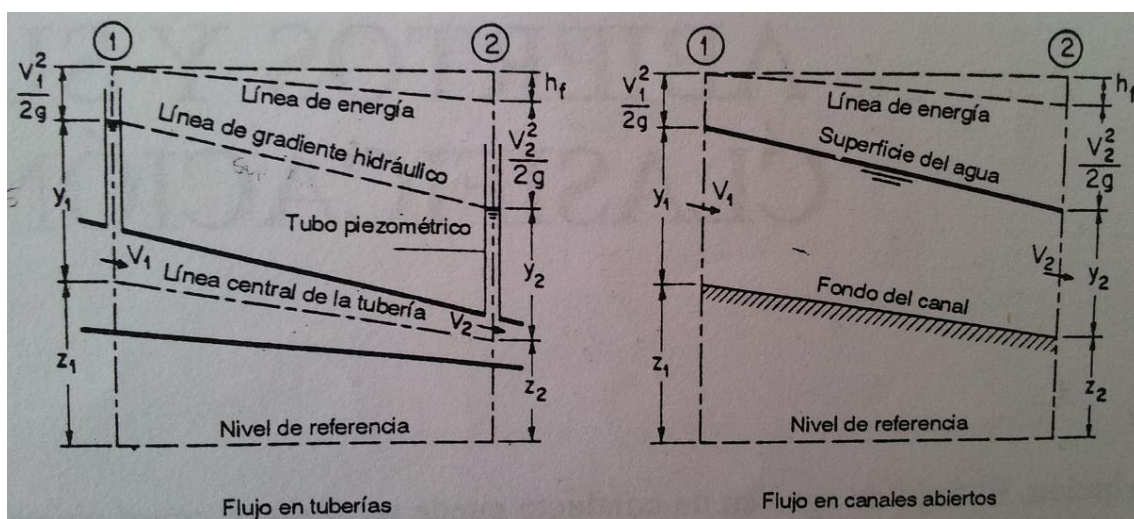 1
2
V₁²
2g
h_f
Línea de energía
Línea de gradiente hidráulico
V₂²
2g
y₁
Tubo piezométrico
y₂
V₁
Línea central de la tubería
V₂
z₁
z₂
Nivel de referencia
Flujo en tuberías
1
2
V₁²
2g
h_f
Línea de energía
Superficie del agua
V₂²
2g
y₁
V₁
V₂
y₂
Fondo del canal
z₁
z₂
Nivel de referencia
Flujo en canales abiertos